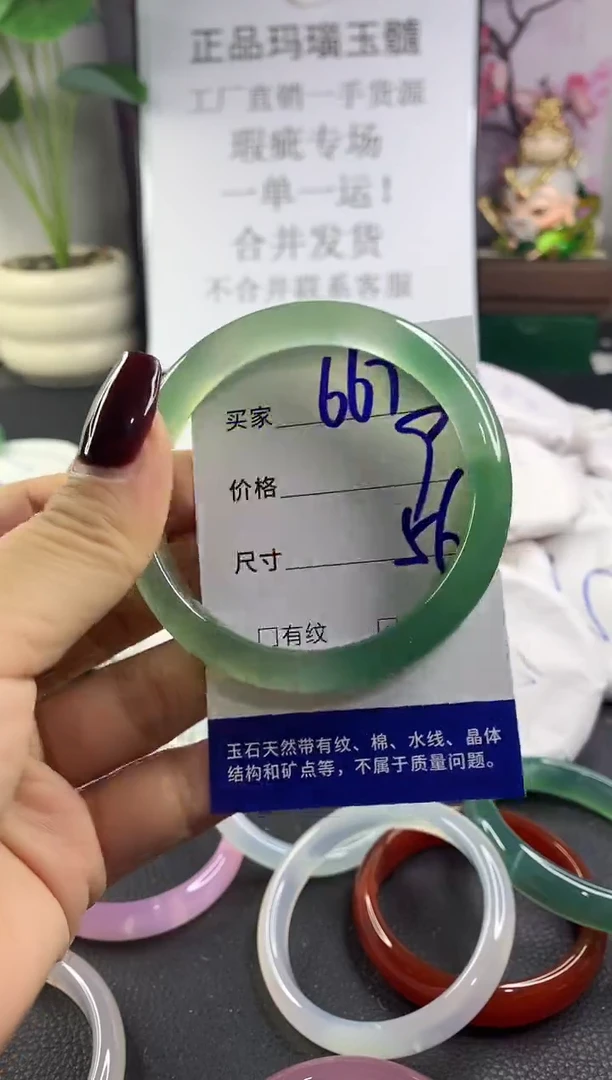 正品玛瑙玉髓
工厂直销一手货源
瑕疵专场
一单一运！
合并发货
不合并联系客服
买家 667
价格
尺寸 56
□有纹 □
玉石天然带有纹、棉、水线、晶体
结构和矿点等，不属于质量问题。